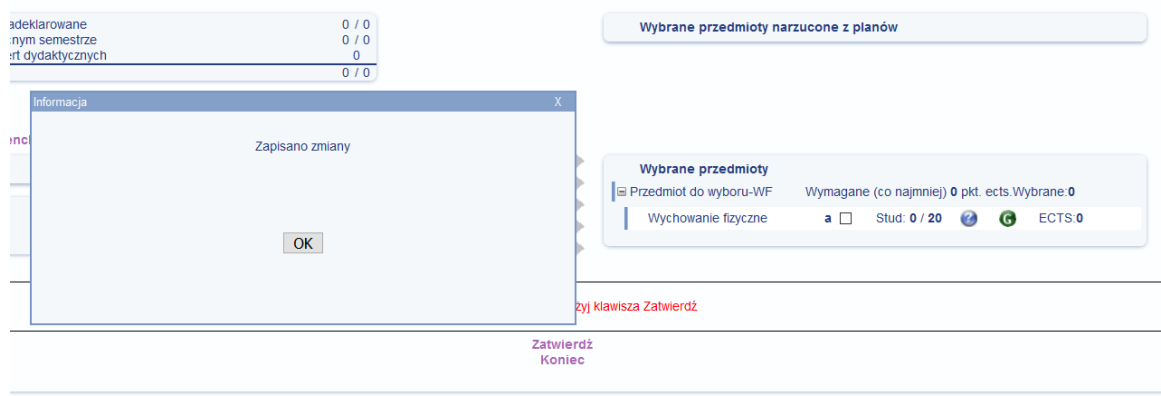 adeklarowane 0 / 0
nym semestrze 0 / 0
ert dydaktycznych 0
0 / 0
Wybrane przedmioty narzucone z planów
Informacja X
Zapisano zmiany
OK
Wybrane przedmioty
Przedmiot do wyboru-WF Wymagane (co najmniej) 0 pkt. ects.Wybrane:0
Wychowanie fizyczne a Stud: 0 / 20 ? G ECTS:0
żyj klawisza Zatwierdź
Zatwierdź
Koniec